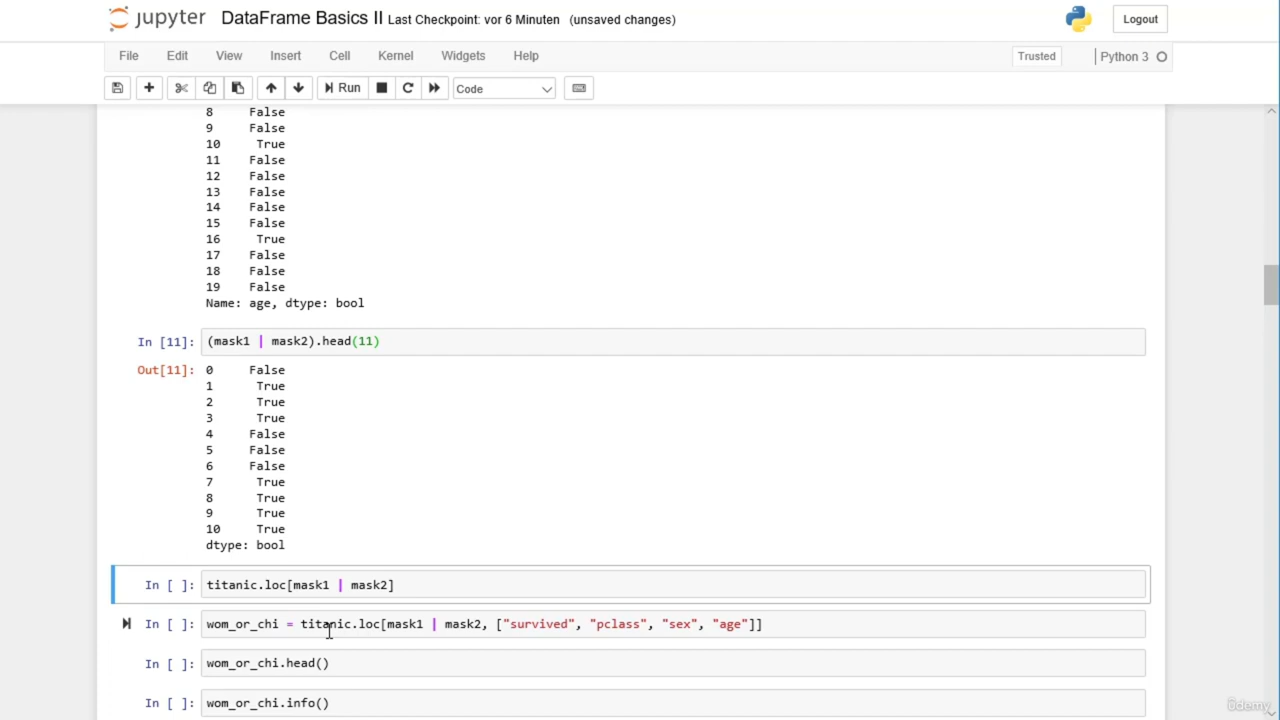 jupyter DataFrame Basics II Last Checkpoint: vor 6 Minuten (unsaved changes) Logout
File Edit View Insert Cell Kernel Widgets Help Trusted Python 3
Run Code
8 False
9 False
10 True
11 False
12 False
13 False
14 False
15 False
16 True
17 False
18 False
19 False
Name: age, dtype: bool
In [11]: (mask1 | mask2).head(11)
Out[11]: 0 False
1 True
2 True
3 True
4 False
5 False
6 False
7 True
8 True
9 True
10 True
dtype: bool
In [ ]: titanic.loc[mask1 | mask2]
In [ ]: wom_or_chi = titanic.loc[mask1 | mask2, ["survived", "pclass", "sex", "age"]]
In [ ]: wom_or_chi.head()
In [ ]: wom_or_chi.info()
ûdemy